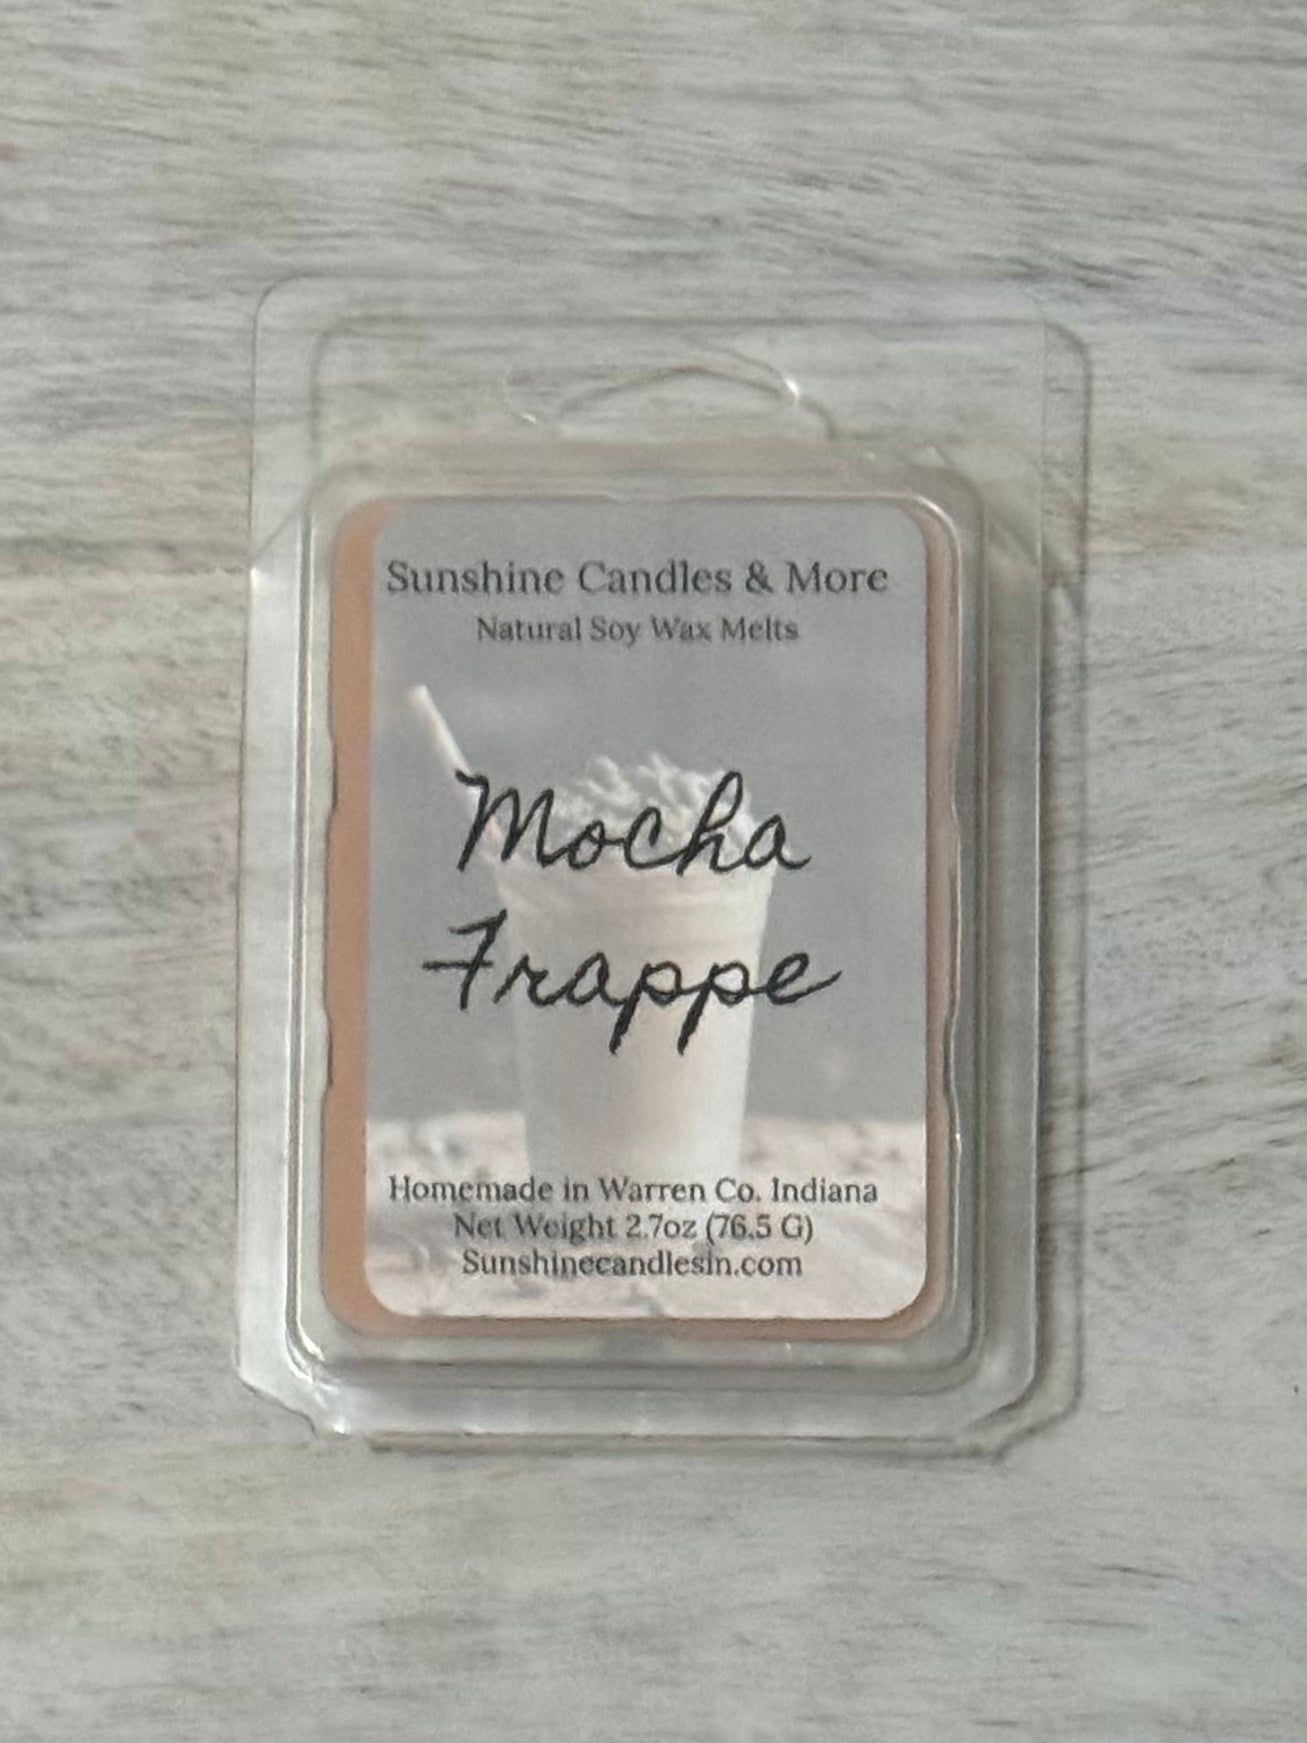 Sunshine Candles & More
Natural Soy Wax Melts
Mocha
Frappe
Homemade in Warren Co. Indiana
Net Weight 2.7oz (76.5 G)
Sunshinecandlesin.com